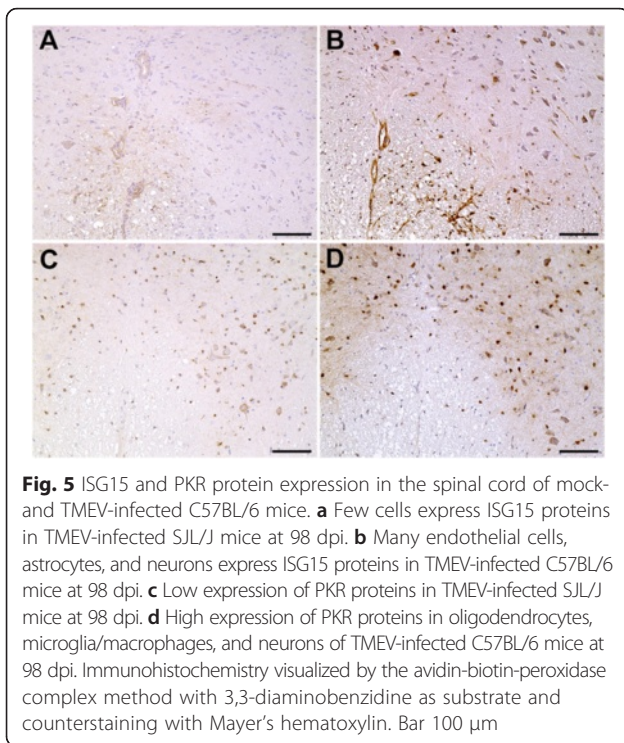 A
B
C
D
Fig. 5 ISG15 and PKR protein expression in the spinal cord of mock-
and TMEV-infected C57BL/6 mice. a Few cells express ISG15 proteins
in TMEV-infected SJL/J mice at 98 dpi. b Many endothelial cells,
astrocytes, and neurons express ISG15 proteins in TMEV-infected C57BL/6
mice at 98 dpi. c Low expression of PKR proteins in TMEV-infected SJL/J
mice at 98 dpi. d High expression of PKR proteins in oligodendrocytes,
microglia/macrophages, and neurons of TMEV-infected C57BL/6 mice at
98 dpi. Immunohistochemistry visualized by the avidin-biotin-peroxidase
complex method with 3,3-diaminobenzidine as substrate and
counterstaining with Mayer's hematoxylin. Bar 100 μm